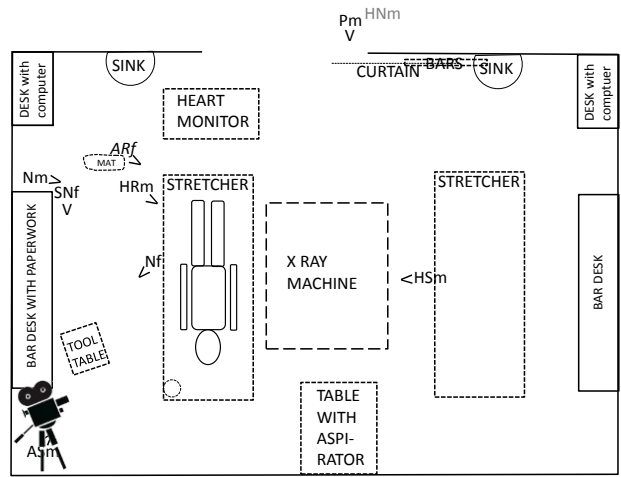 Pm HNm
V
DESK with
computer
SINK
CURTAIN
BARS
SINK
DESK with
comptuer
HEART
MONITOR
ARf
MAT
Nm
SNf
V
HRm
STRETCHER
STRETCHER
Nf
X RAY
MACHINE
HSm
BAR DESK WITH PAPERWORK
BAR DESK
TOOL
TABLE
TABLE
WITH
ASPI-
RATOR
ASm